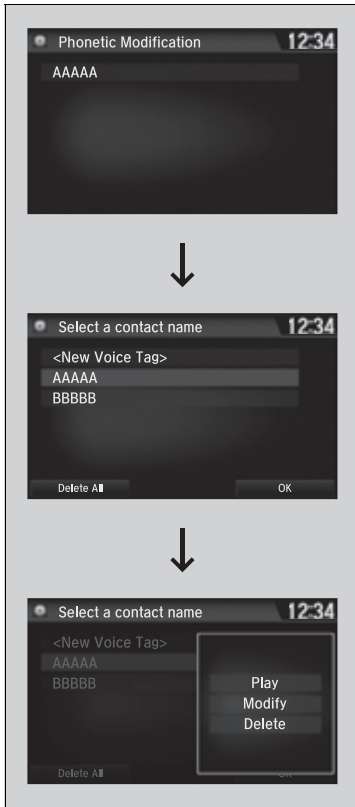 Phonetic Modification 12:34
AAAAA
Select a contact name 12:34
<New Voice Tag>
AAAAA
BBBBB
Delete All OK
Select a contact name 12:34
<New Voice Tag>
AAAAA
BBBBB
Play
Modify
Delete
Delete All OK